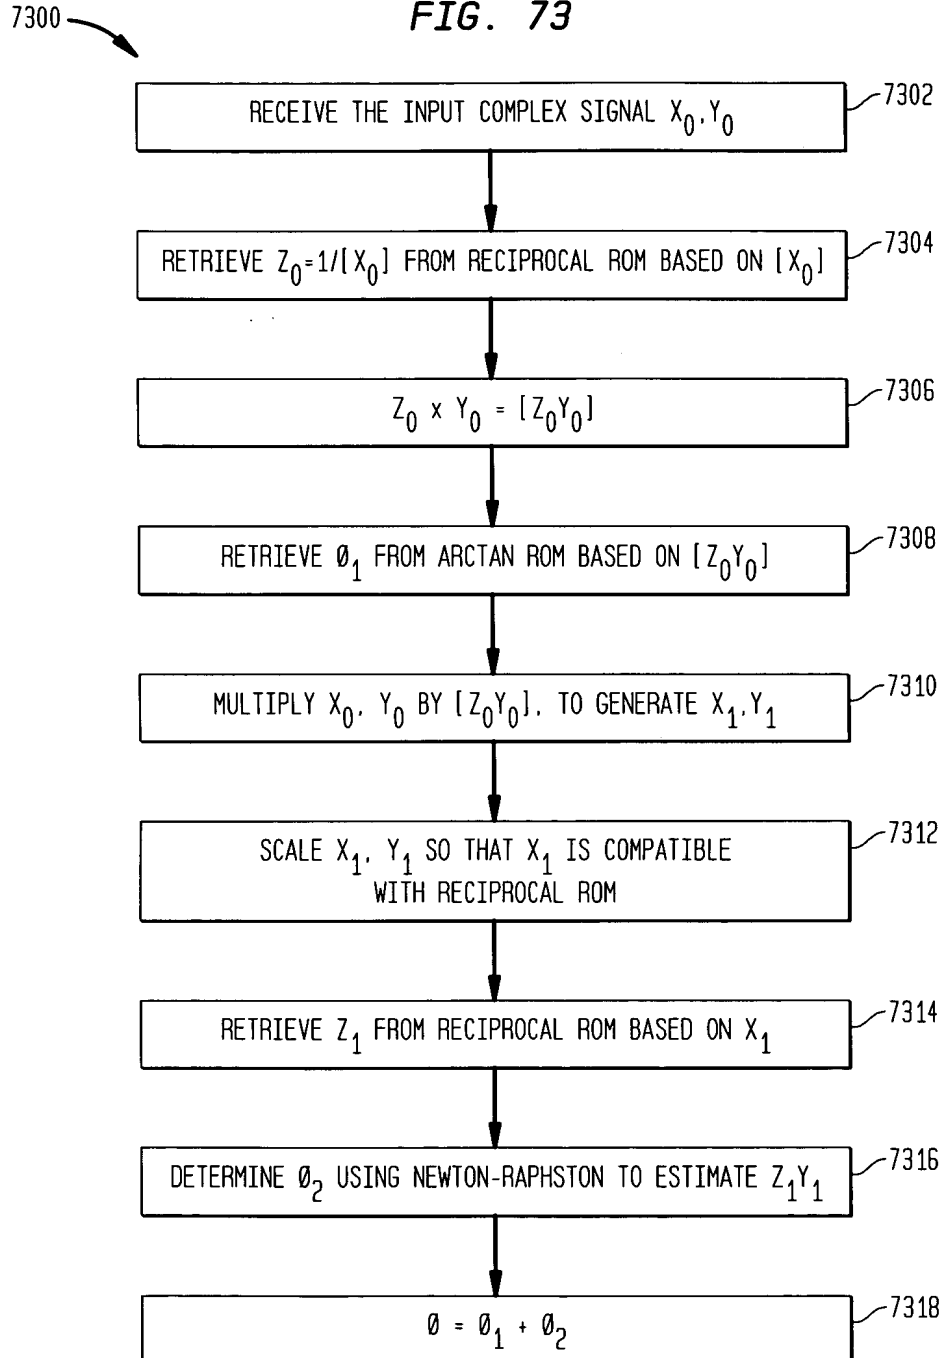 FIG. 73
7300
RECEIVE THE INPUT COMPLEX SIGNAL X₀, Y₀
7302
RETRIEVE Z₀=1/[X₀] FROM RECIPROCAL ROM BASED ON [X₀]
7304
Z₀ x Y₀ = [Z₀Y₀]
7306
RETRIEVE Ø₁ FROM ARCTAN ROM BASED ON [Z₀Y₀]
7308
MULTIPLY X₀, Y₀ BY [Z₀Y₀], TO GENERATE X₁, Y₁
7310
SCALE X₁, Y₁ SO THAT X₁ IS COMPATIBLE
WITH RECIPROCAL ROM
7312
RETRIEVE Z₁ FROM RECIPROCAL ROM BASED ON X₁
7314
DETERMINE Ø₂ USING NEWTON-RAPHSTON TO ESTIMATE Z₁Y₁
7316
Ø = Ø₁ + Ø₂
7318